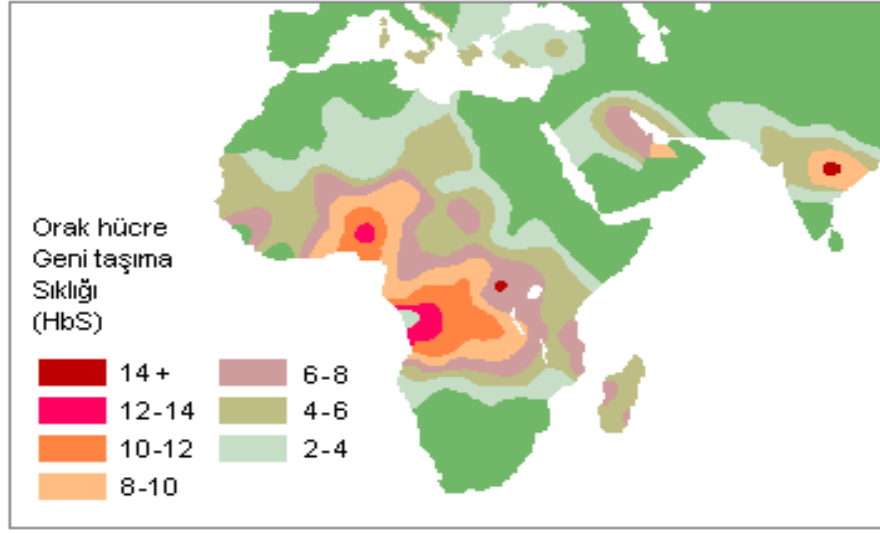 Orak hücre
Geni taşıma
Sıklığı
(HbS)
14+
12-14
10-12
8-10
6-8
4-6
2-4